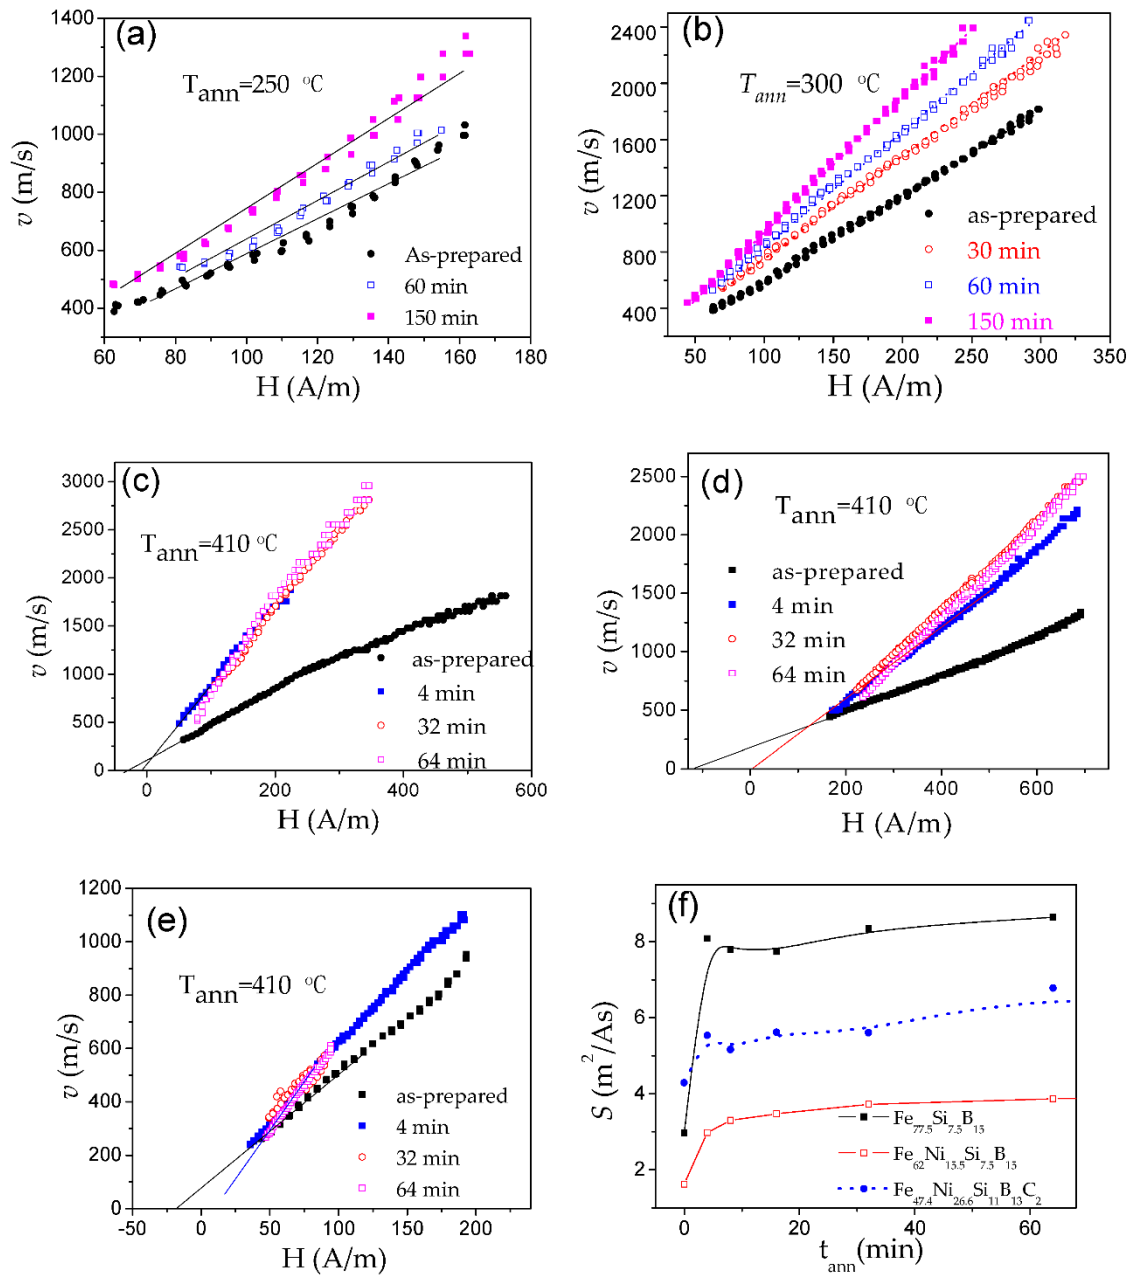 (a)
T_ann=250 °C
1400
1200
1000
800
600
400
v (m/s)
60 80 100 120 140 160 180
H (A/m)
As-prepared
60 min
150 min
(b)
T_ann=300 °C
2400
2000
1600
1200
800
400
v (m/s)
50 100 150 200 250 300 350
H (A/m)
as-prepared
30 min
60 min
150 min
(c)
T_ann=410 °C
3000
2500
2000
1500
1000
500
0
v (m/s)
0 200 400 600
H (A/m)
as-prepared
4 min
32 min
64 min
(d)
T_ann=410 °C
2500
2000
1500
1000
500
0
v (m/s)
0 200 400 600
H (A/m)
as-prepared
4 min
32 min
64 min
(e)
T_ann=410 °C
1200
1000
800
600
400
200
0
v (m/s)
-50 0 50 100 150 200
H (A/m)
as-prepared
4 min
32 min
64 min
(f)
8
6
4
2
S (m²/As)
0 20 40 60
t_ann(min)
Fe77.5Si7.5B15
Fe62Ni15.5Si7.5B15
Fe47.4Ni26.6Si11B13C2